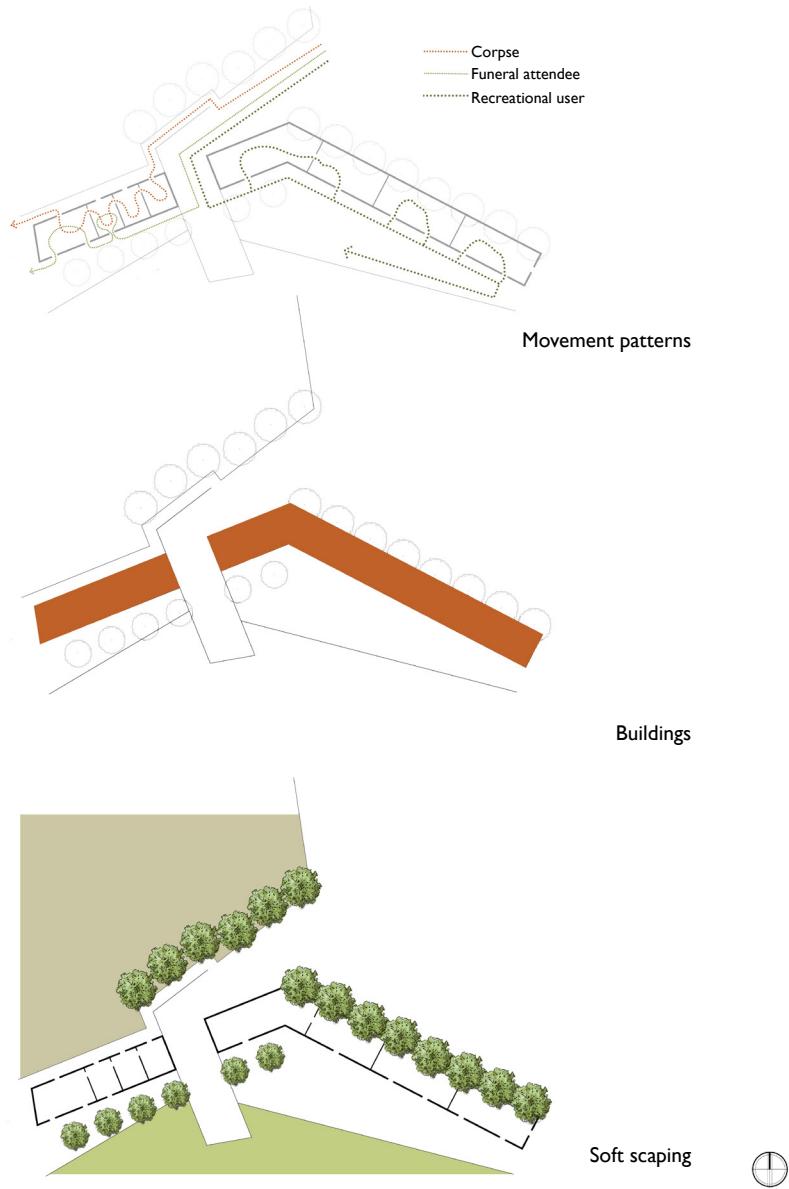 Corpse
Funeral attendee
Recreational user
Movement patterns
Buildings
Soft scaping